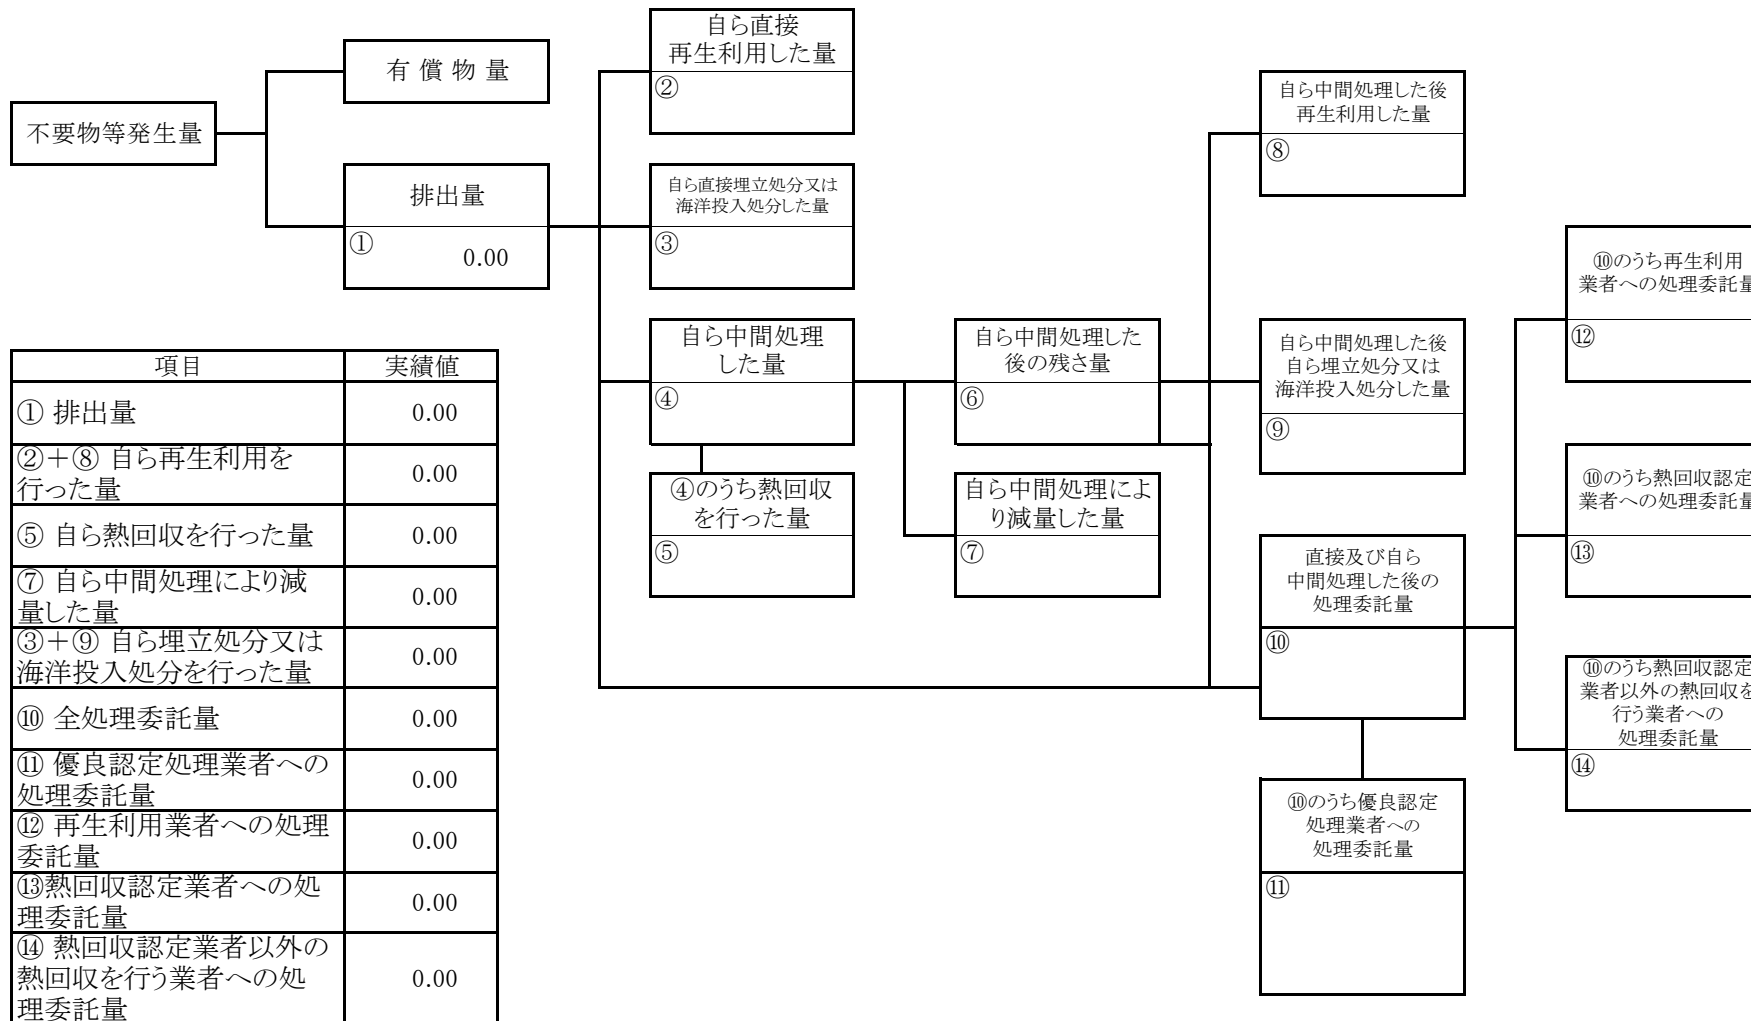 不要物等発生量
有 償 物 量
排出量
①
0.00
自ら直接
再生利用した量
②
自ら直接埋立処分又は
海洋投入処分した量
③
自ら中間処理
した量
④
④のうち熱回収
を行った量
⑤
自ら中間処理した
後の残さ量
⑥
自ら中間処理によ
り減量した量
⑦
自ら中間処理した後
再生利用した量
⑧
自ら中間処理した後
自ら埋立処分又は
海洋投入処分した量
⑨
直接及び自ら
中間処理した後の
処理委託量
⑩
⑩のうち優良認定
処理業者への
処理委託量
⑪
⑩のうち再生利用
業者への処理委託量
⑫
⑩のうち熱回収認定
業者への処理委託量
⑬
⑩のうち熱回収認定
業者以外の熱回収を
行う業者への
処理委託量
⑭
項目 実績値
① 排出量 0.00
②＋⑧ 自ら再生利用を
行った量 0.00
⑤ 自ら熱回収を行った量 0.00
⑦ 自ら中間処理により減
量した量 0.00
③＋⑨ 自ら埋立処分又は
海洋投入処分を行った量 0.00
⑩ 全処理委託量 0.00
⑪ 優良認定処理業者への
処理委託量 0.00
⑫ 再生利用業者への処理
委託量 0.00
⑬熱回収認定業者への処
理委託量 0.00
⑭ 熱回収認定業者以外の
熱回収を行う業者への処
理委託量 0.00